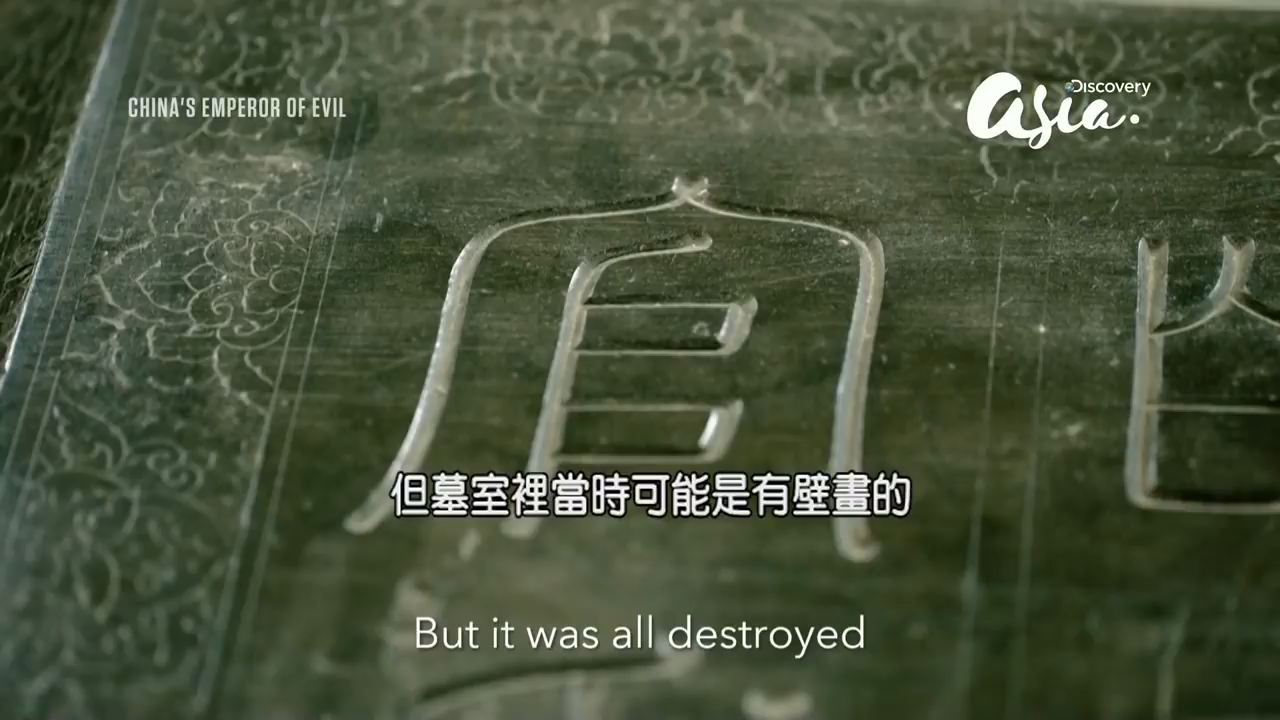 CHINA'S EMPEROR OF EVIL
Discovery
asia.
官
但墓室裡當時可能是有壁畫的
But it was all destroyed